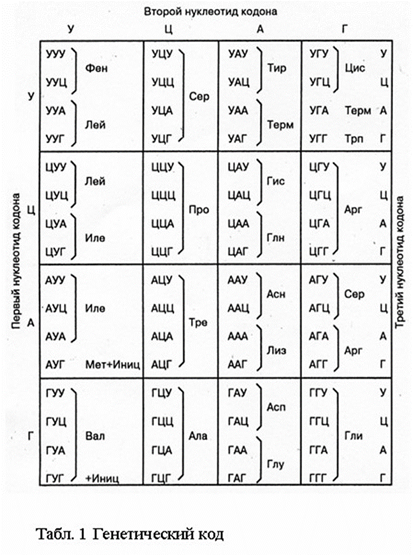 Второй нуклеотид кодона
У Ц А Г
Первый нуклеотид кодона
Третий нуклеотид кодона
УУУ УЦУ УАУ УГУ У
Фен Тир Цис
УУЦ УЦЦ УАЦ УГЦ Ц
У Сер
УУА УЦА УАА УГА Терм А
Лей Терм
УУГ УЦГ УАГ УГГ Трп Г
ЦУУ ЦЦУ ЦАУ ЦГУ У
Лей Гис
ЦУЦ ЦЦЦ ЦАЦ ЦГЦ Ц
Ц Про Арг
ЦУА ЦЦА ЦАА ЦГА А
Иле Глн
ЦУГ ЦЦГ ЦАГ ЦГГ Г
АУУ АЦУ ААУ АГУ У
Асн Сер
АУЦ Иле АЦЦ ААЦ АГЦ Ц
А Тре
АУА АЦА ААА АГА А
Лиз Арг
АУГ Мет+Иниц АЦГ ААГ АГГ Г
ГУУ ГЦУ ГАУ ГГУ У
Асп
ГУЦ ГЦЦ ГАЦ ГГЦ Ц
Г Вал Ала Гли
ГУА ГЦА ГАА ГГА А
Глу
ГУГ +Иниц ГЦГ ГАГ ГГГ Г
Табл. 1 Генетический код